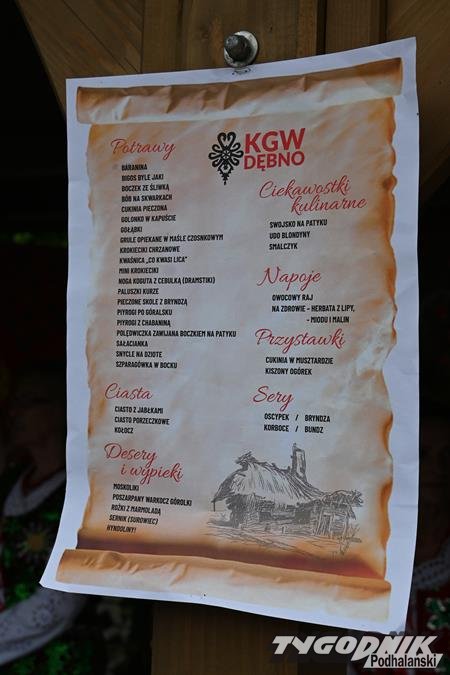 KGW
DĘBNO
Potrawy
BARANINA
BIGOS BYLE JAKI
BOCZEK ZE ŚLIWKĄ
BÓB NA SKWARKACH
CUKINIA PIECZONA
GOLONKO W KAPUŚCIE
GOŁĄBKI
GRULE OPIEKANE W MAŚLE CZOSNKOWYM
KROKIECIKI CHRZANOWE
KWAŚNICA „CO KWASI LICA"
MINI KROKIECIKI
NOGA KOGUTA Z CEBULKĄ (DRAMSTIKI)
PALUSZKI KURZE
PIECZONE SKOLE Z BRYNDZĄ
PIYROGI PO GÓRALSKU
PIYROGI Z CHABANINĄ
POLĘDWICZKA ZAWIJANA BOCZKIEM NA PATYKU
SAŁACIANKA
SNYCLE NA DZIOTE
SZPARAGÓWKA W BOCKU
Ciasta
CIASTO Z JABŁKAMI
CIASTO PORZECZKOWE
KOŁOCZ
Desery
i wypieki
MOSKOLIKI
POSZARPANY WARKOCZ GÓROLKI
ROŻKI Z MARMOLADĄ
SERNIK (SUROWIEC)
HYNDOLINY!
Ciekawostki
kulinarne
SWOJSKO NA PATYKU
UDO BLONDYNY
SMALCZYK
Napoje
OWOCOWY RAJ
NA ZDROWIE - HERBATA Z LIPY,
- MIODU I MALIN
Przystawki
CUKINIA W MUSZTARDZIE
KISZONY OGÓREK
Sery
OSCYPEK / BRYNDZA
KORBOCE / BUNDZ
TYGODNIK
Podhalański